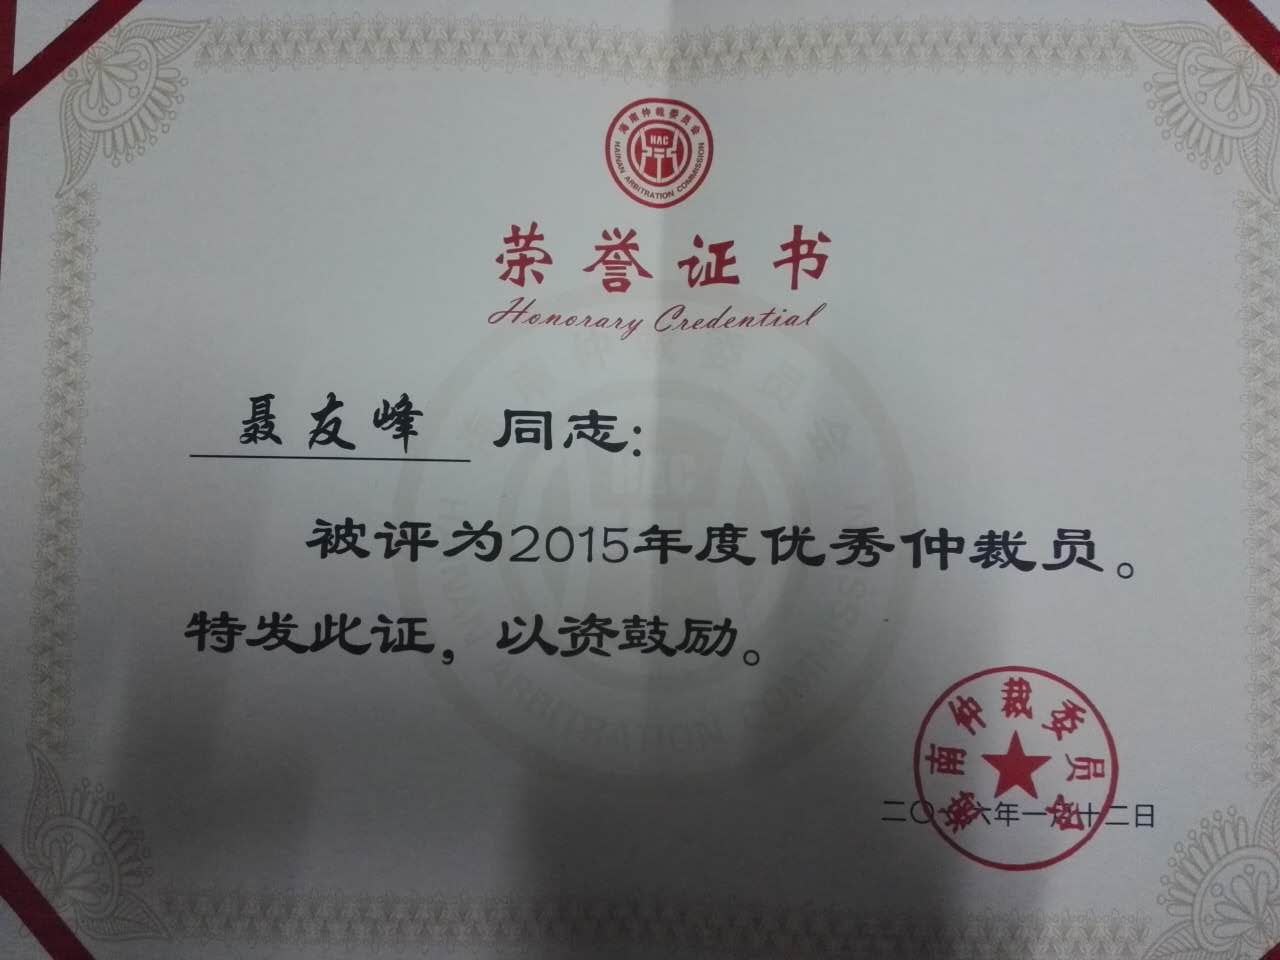 海南仲裁委员会
HAC
HAINAN ARBITRATION COMMISSION
荣誉证书
Honorary Credential
聂友峰 同志：
被评为2015年度优秀仲裁员。
特发此证，以资鼓励。
海南仲裁委员会
二〇一六年一月十二日